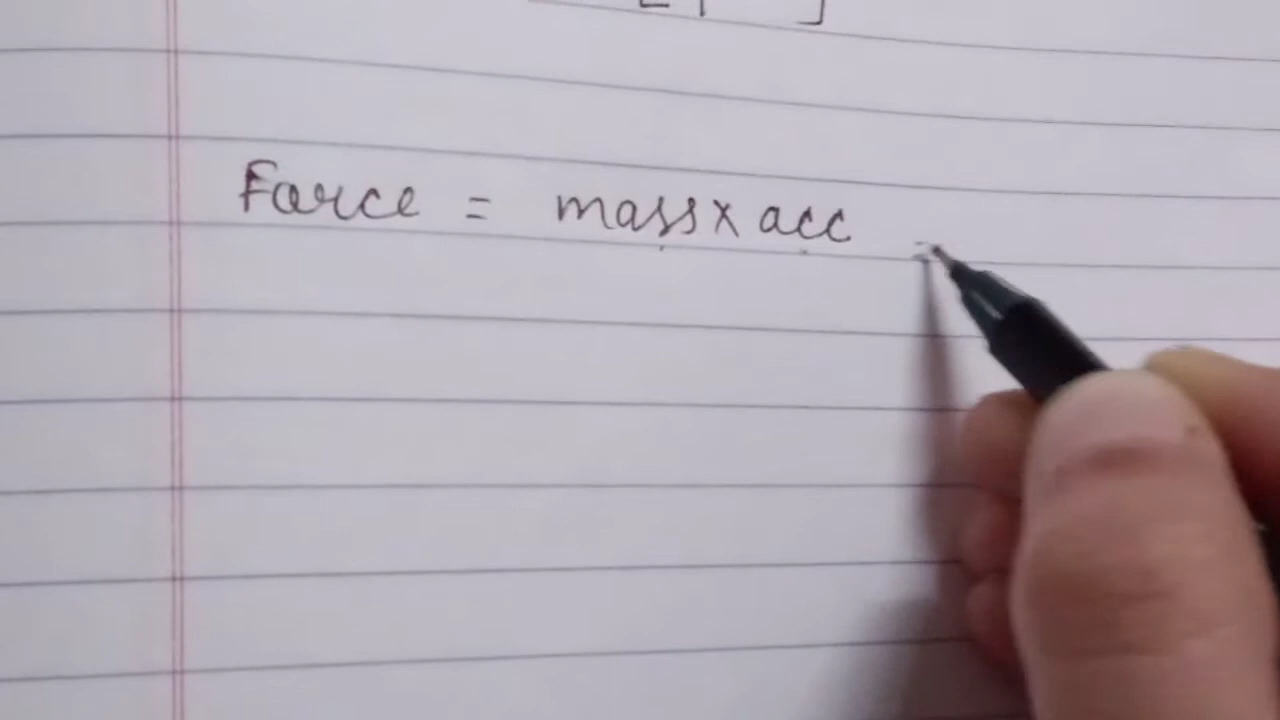 Force = mass x acc =